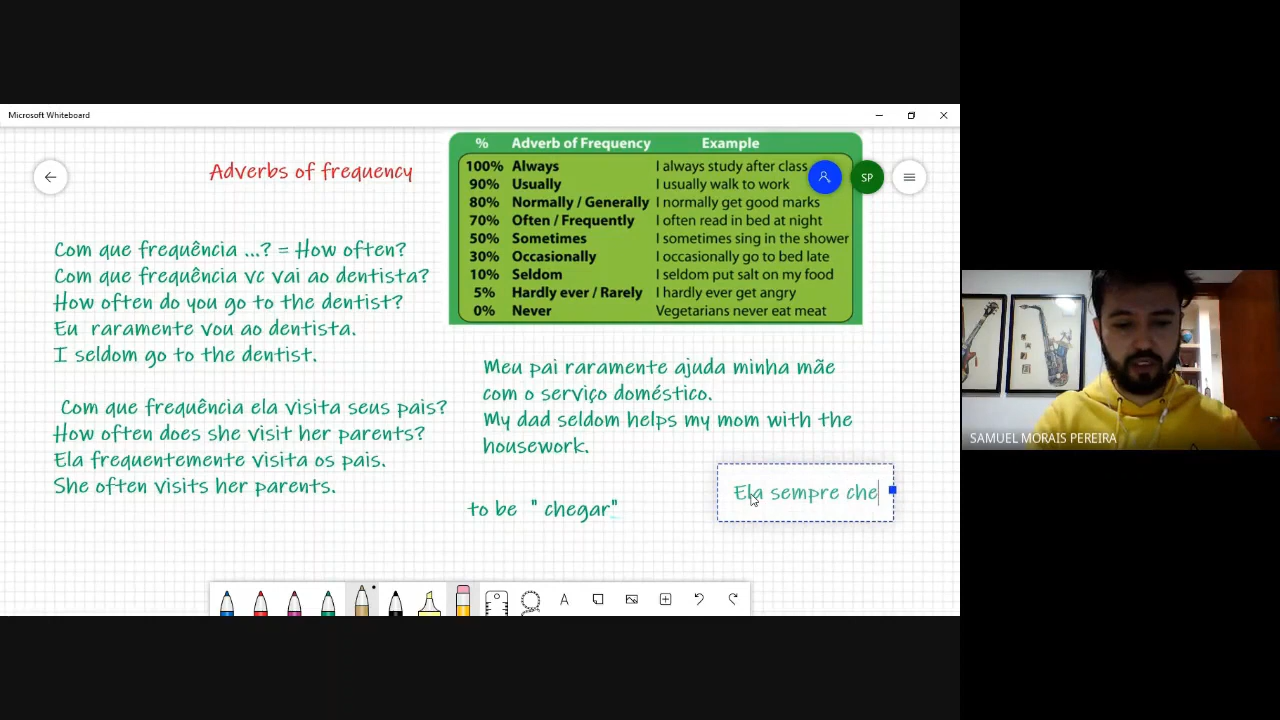 Microsoft Whiteboard
Adverbs of frequency
% Adverb of Frequency Example
100% Always I always study after class
90% Usually I usually walk to work
80% Normally / Generally I normally get good marks
70% Often / Frequently I often read in bed at night
50% Sometimes I sometimes sing in the shower
30% Occasionally I occasionally go to bed late
10% Seldom I seldom put salt on my food
5% Hardly ever / Rarely I hardly ever get angry
0% Never Vegetarians never eat meat
SP
Com que frequência ...? = How often?
Com que frequência vc vai ao dentista?
How often do you go to the dentist?
Eu raramente vou ao dentista.
I seldom go to the dentist.
Com que frequência ela visita seus pais?
How often does she visit her parents?
Ela frequentemente visita os pais.
She often visits her parents.
Meu pai raramente ajuda minha mãe
com o serviço doméstico.
My dad seldom helps my mom with the
housework.
to be " chegar"
Ela sempre che
A
SAMUEL MORAIS PEREIRA